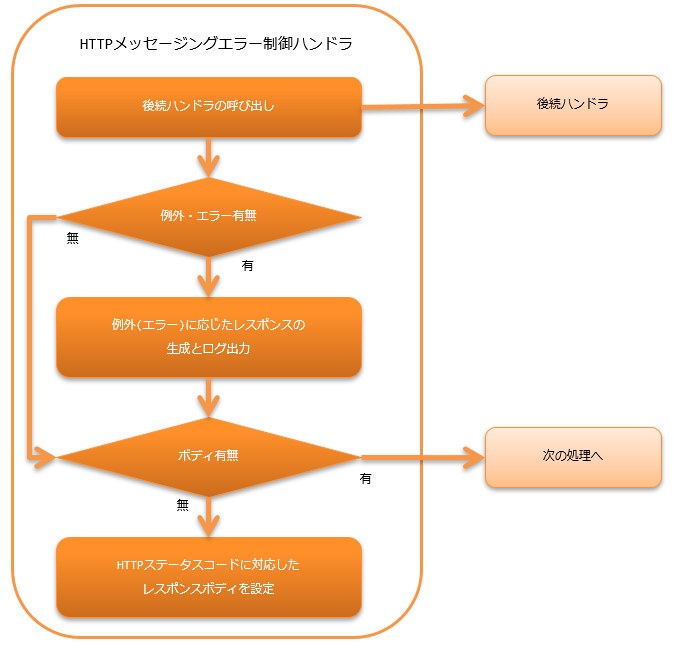 HTTPメッセージングエラー制御ハンドラ
後続ハンドラの呼び出し
後続ハンドラ
例外・エラー有無
無
有
例外(エラー)に応じたレスポンスの
生成とログ出力
ボディ有無
次の処理へ
有
無
HTTPステータスコードに対応した
レスポンスボディを設定